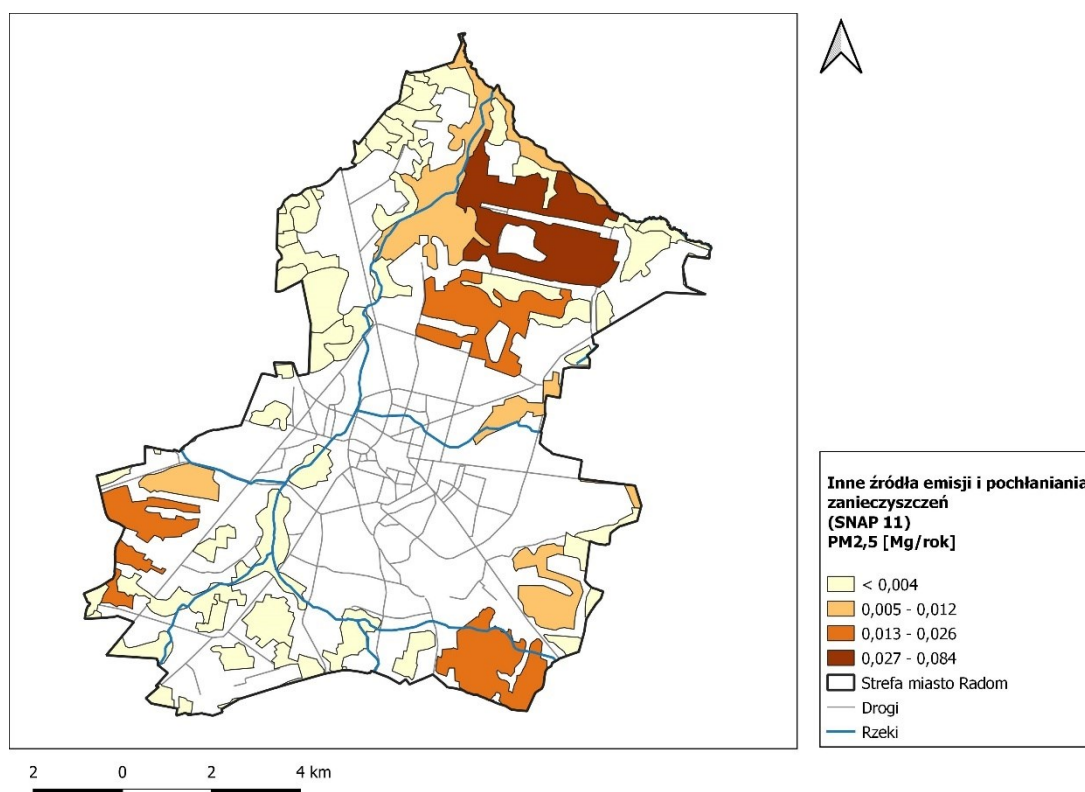 Inne źródła emisji i pochłaniania
zanieczyszczeń
(SNAP 11)
PM2,5 [Mg/rok]
< 0,004
0,005 - 0,012
0,013 - 0,026
0,027 - 0,084
Strefa miasto Radom
Drogi
Rzeki
2 0 2 4 km